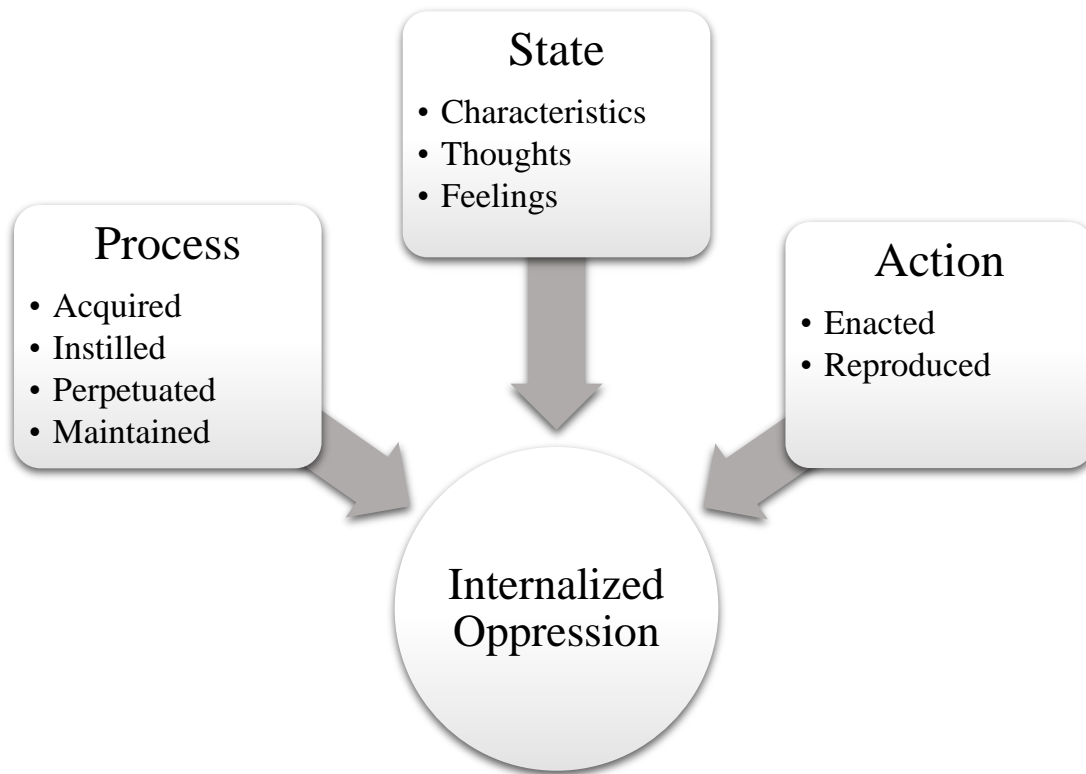 State
• Characteristics
• Thoughts
• Feelings
Process
• Acquired
• Instilled
• Perpetuated
• Maintained
Action
• Enacted
• Reproduced
Internalized
Oppression